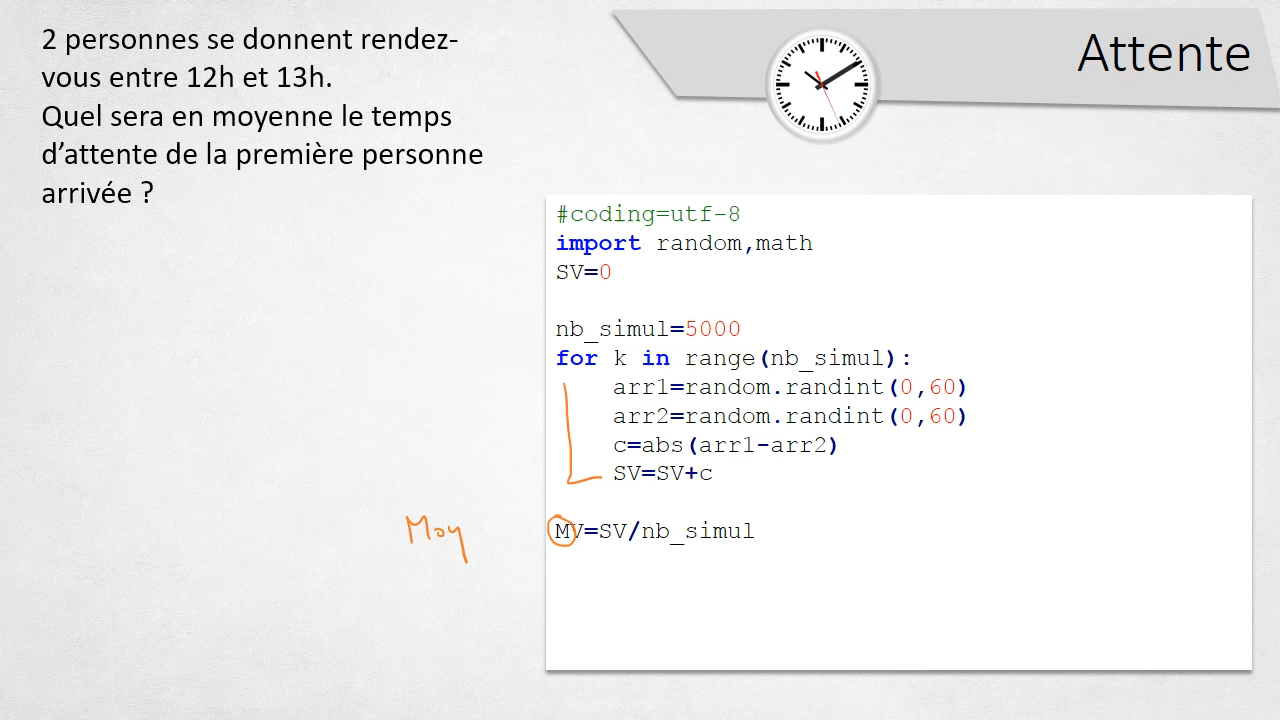 2 personnes se donnent rendez-
vous entre 12h et 13h.
Quel sera en moyenne le temps
d’attente de la première personne
arrivée ?
Attente
#coding=utf-8
import random,math
SV=0
nb_simul=5000
for k in range(nb_simul):
    arr1=random.randint(0,60)
    arr2=random.randint(0,60)
    c=abs(arr1-arr2)
    SV=SV+c
Moy
MV=SV/nb_simul